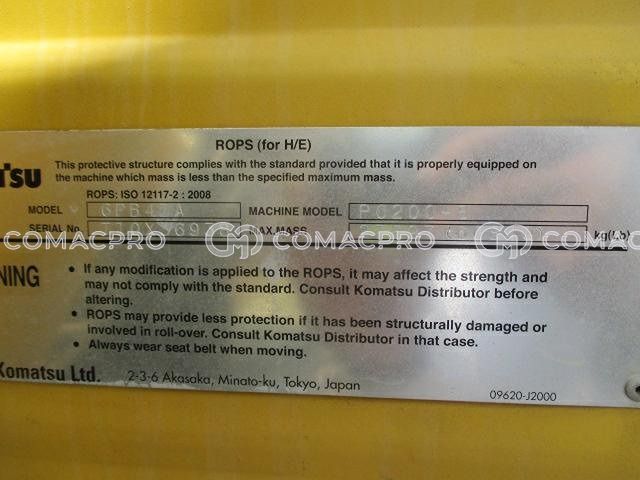 ROPS (for H/E)
This protective structure complies with the standard provided that it is properly equipped on
the machine which mass is less than the specified maximum mass.
ROPS: ISO 12117-2 : 2008
MODEL MACHINE MODEL
SERIAL No. kg(Lb)
COMACPRO COMACPRO COMACPRO
• If any modification is applied to the ROPS, it may affect the strength and
may not comply with the standard. Consult Komatsu Distributor before
altering.
• ROPS may provide less protection if it has been structurally damaged or
involved in roll-over. Consult Komatsu Distributor in that case.
• Always wear seat belt when moving.
Komatsu Ltd. 2-3-6 Akasaka, Minato-ku, Tokyo, Japan
09620-J2000